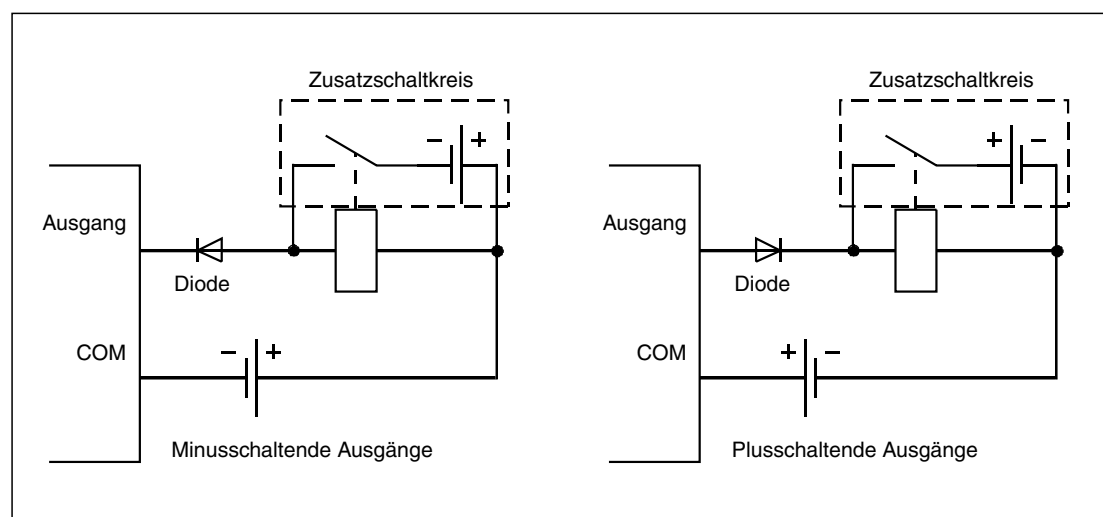 Zusatzschaltkreis
− +
Ausgang
Diode
COM
− +
Minusschaltende Ausgänge
Zusatzschaltkreis
+ −
Ausgang
Diode
COM
+ −
Plusschaltende Ausgänge